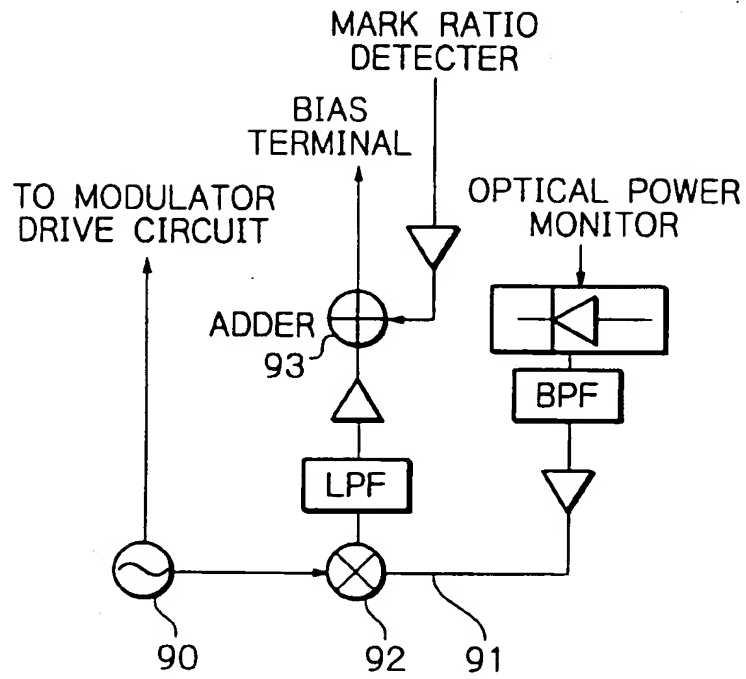 MARK RATIO
DETECTER
BIAS
TERMINAL
TO MODULATOR
DRIVE CIRCUIT
OPTICAL POWER
MONITOR
ADDER
93
BPF
LPF
90
92
91